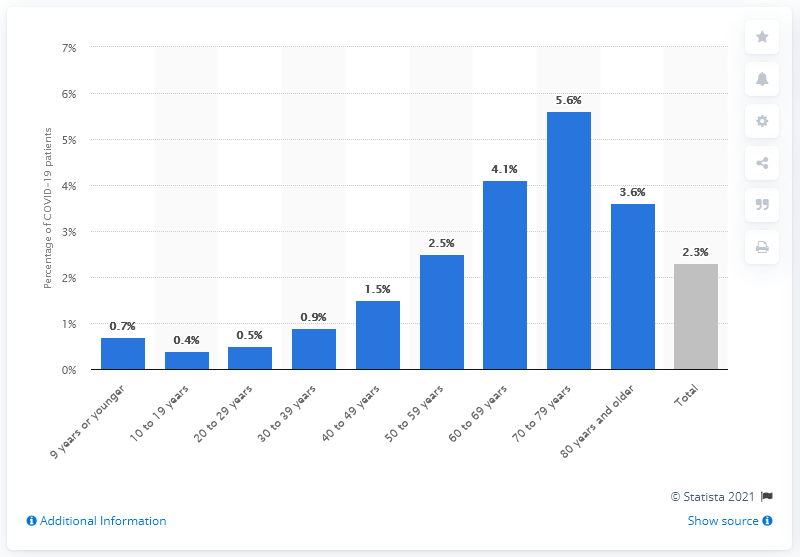 7%
6%
5%
4%
3%
2%
1%
0%
Percentage of COVID-19 patients
0.7%
0.4%
0.5%
0.9%
1.5%
2.5%
4.1%
5.6%
3.6%
2.3%
9 years or younger
10 to 19 years
20 to 29 years
30 to 39 years
40 to 49 years
50 to 59 years
60 to 69 years
70 to 79 years
80 years and older
Total
© Statista 2021
Additional Information
Show source